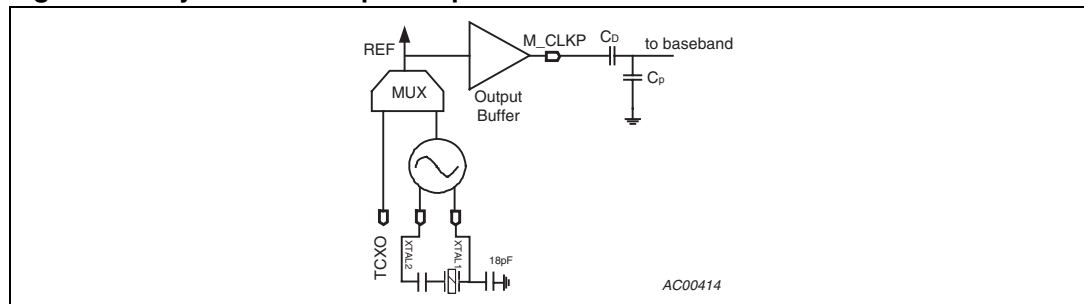 REF
M_CLKP
CD
to baseband
Cp
MUX
Output
Buffer
TCXO
XTAL2
XTAL1
18pF
AC00414